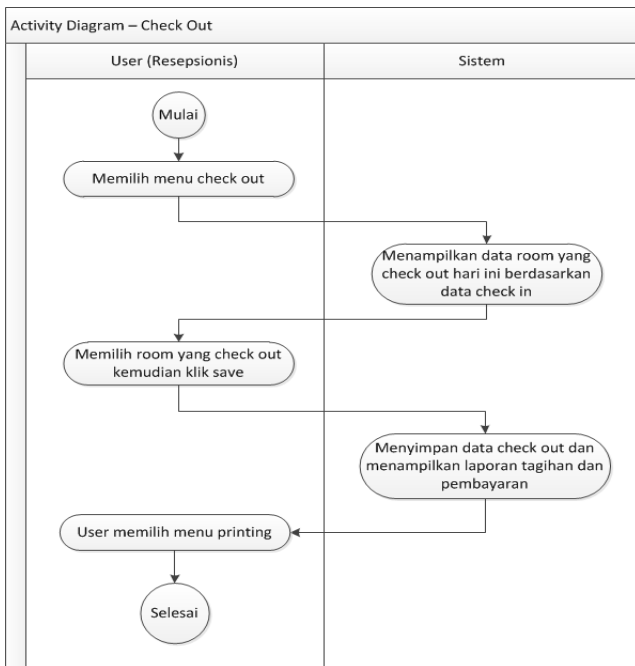 Activity Diagram – Check Out
User (Resepsionis)
Sistem
Mulai
Memilih menu check out
Menampilkan data room yang
check out hari ini berdasarkan
data check in
Memilih room yang check out
kemudian klik save
Menyimpan data check out dan
menampilkan laporan tagihan dan
pembayaran
User memilih menu printing
Selesai